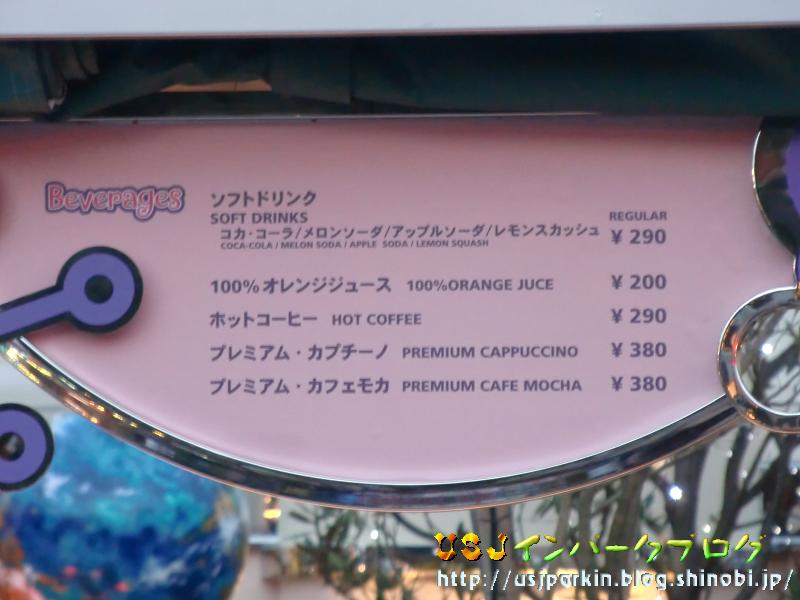 Beverages
ソフトドリンク
SOFT DRINKS
REGULAR
コカ・コーラ/メロンソーダ/アップルソーダ/レモンスカッシュ ¥ 290
COCA-COLA / MELON SODA / APPLE SODA / LEMON SQUASH
100%オレンジジュース 100%ORANGE JUCE ¥ 200
ホットコーヒー HOT COFFEE ¥ 290
プレミアム・カプチーノ PREMIUM CAPPUCCINO ¥ 380
プレミアム・カフェモカ PREMIUM CAFE MOCHA ¥ 380
USJインパークブログ
http://usjparkin.blog.shinobi.jp/